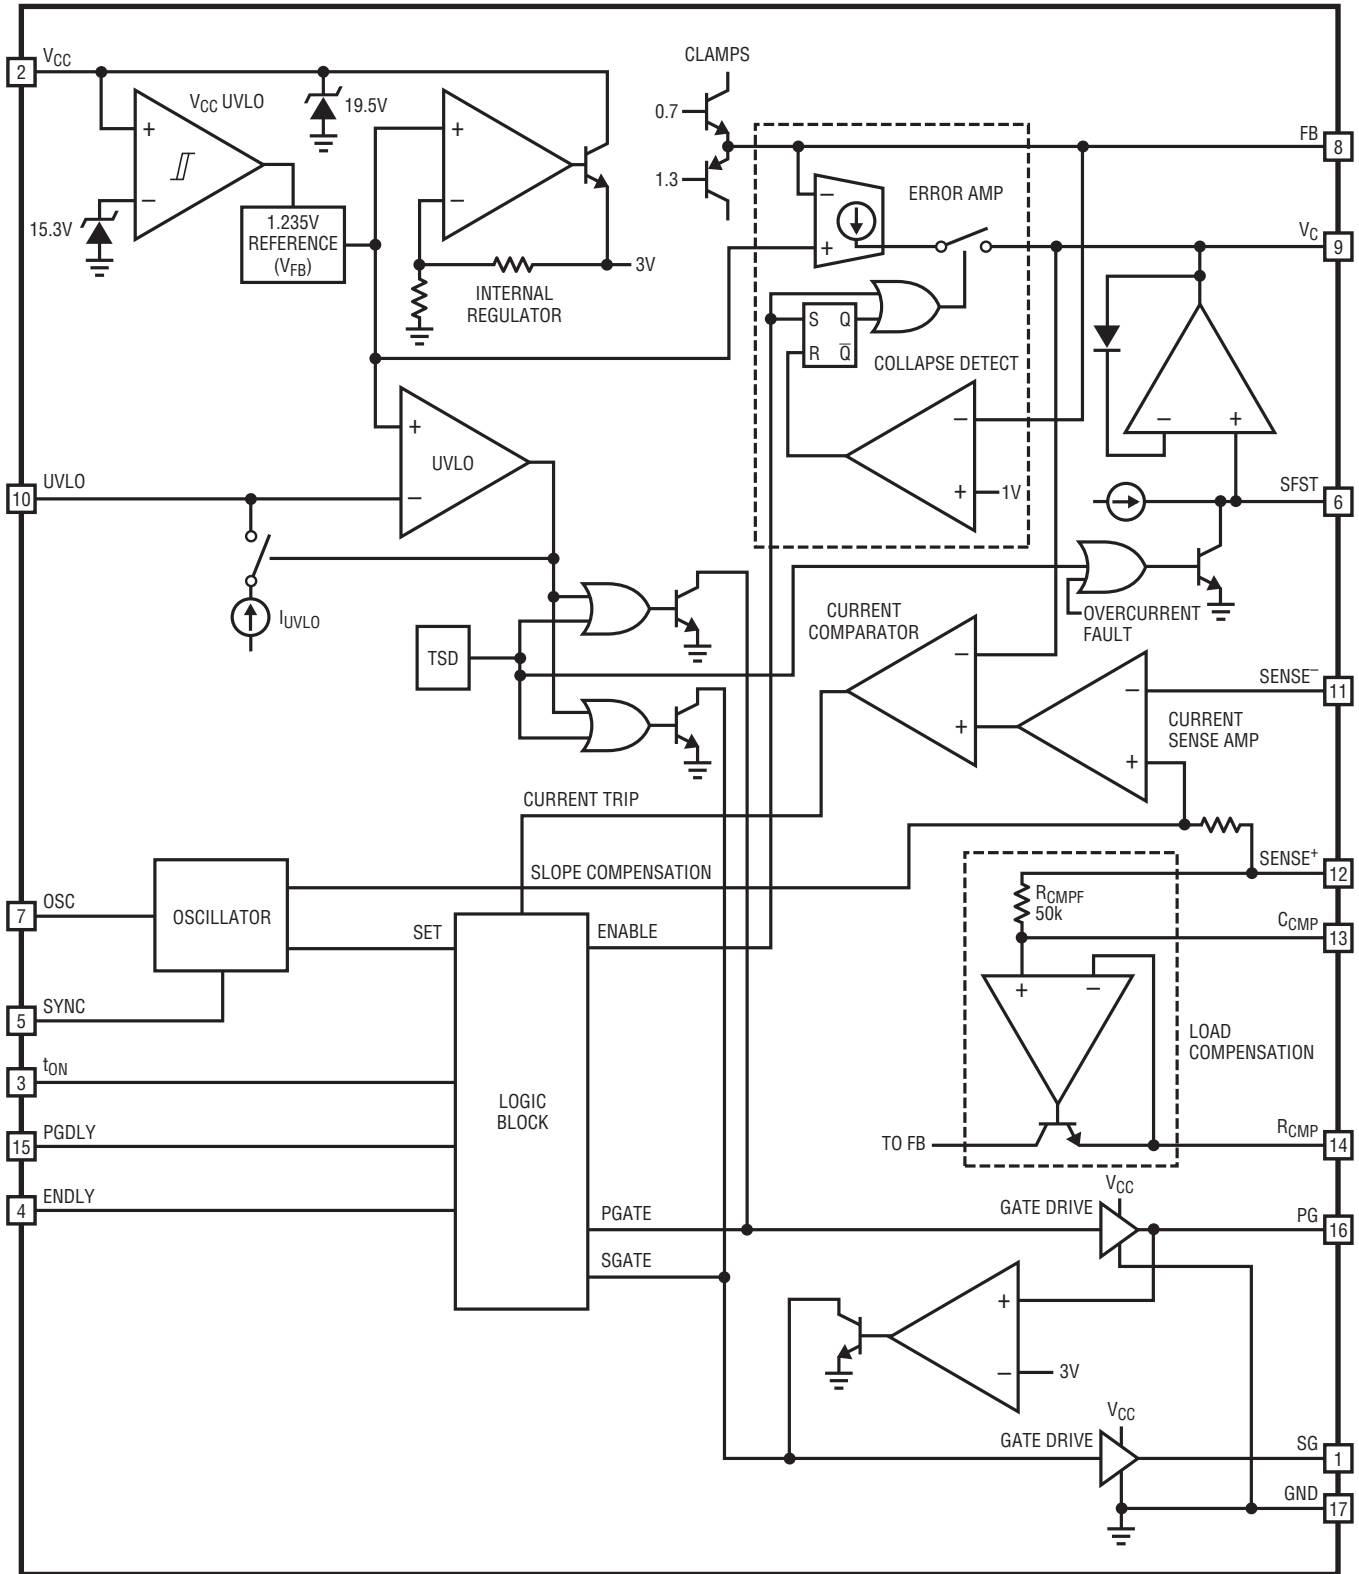 VCC
2
VCC UVLO
+
−
15.3V
19.5V
1.235V
REFERENCE
(VFB)
+
−
3V
INTERNAL
REGULATOR
CLAMPS
0.7
1.3
FB
8
ERROR AMP
−
+
VC
9
S Q
R Q̅
COLLAPSE DETECT
−
+
1V
−
+
SFST
6
+
UVLO
−
UVLO
10
IUVLO
TSD
OVERCURRENT
FAULT
CURRENT
COMPARATOR
−
+
SENSE−
11
−
+
CURRENT
SENSE AMP
CURRENT TRIP
SLOPE COMPENSATION
SENSE+
12
RCMPF
50k
CCMP
13
+
−
LOAD
COMPENSATION
TO FB
RCMP
14
OSC
7
OSCILLATOR
SET
ENABLE
SYNC
5
tON
3
LOGIC
BLOCK
PGDLY
15
ENDLY
4
PGATE
SGATE
GATE DRIVE
VCC
PG
16
+
−
3V
GATE DRIVE
VCC
SG
1
GND
17